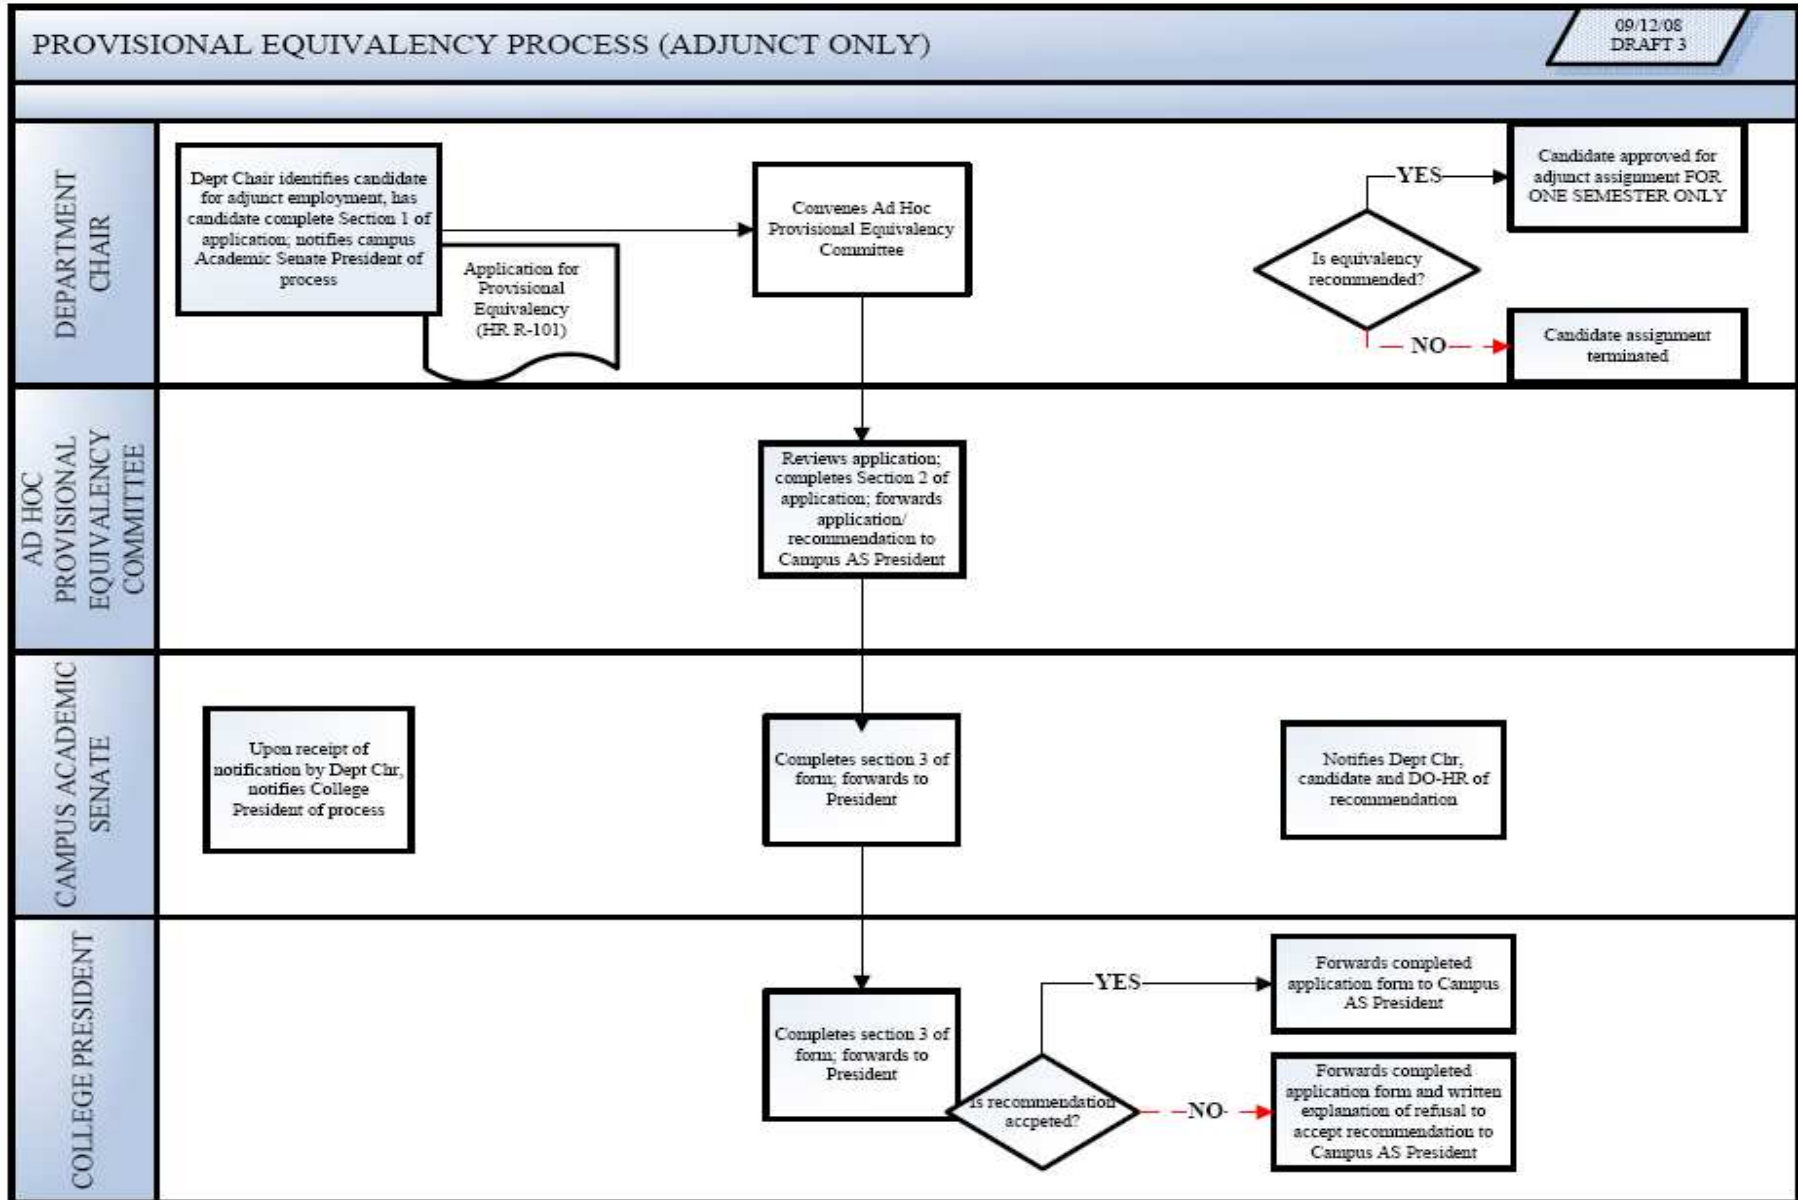 PROVISIONAL EQUIVALENCY PROCESS (ADJUNCT ONLY)
09/12/08
DRAFT 3
DEPARTMENT
CHAIR
Dept Chair identifies candidate
for adjunct employment, has
candidate complete Section 1 of
application; notifies campus
Academic Senate President of
process
Application for
Provisional
Equivalency
(HR R-101)
Convenes Ad Hoc
Provisional Equivalency
Committee
Is equivalency
recommended?
YES
Candidate approved for
adjunct assignment FOR
ONE SEMESTER ONLY
NO
Candidate assignment
terminated
AD HOC
PROVISIONAL
EQUIVALENCY
COMMITTEE
Reviews application;
completes Section 2 of
application; forwards
application/
recommendation to
Campus AS President
CAMPUS ACADEMIC
SENATE
Upon receipt of
notification by Dept Chr,
notifies College
President of process
Completes section 3 of
form; forwards to
President
Notifies Dept Chr,
candidate and DO-HR of
recommendation
COLLEGE PRESIDENT
Completes section 3 of
form; forwards to
President
Is recommendation
accpeted?
YES
Forwards completed
application form to Campus
AS President
NO
Forwards completed
application form and written
explanation of refusal to
accept recommendation to
Campus AS President